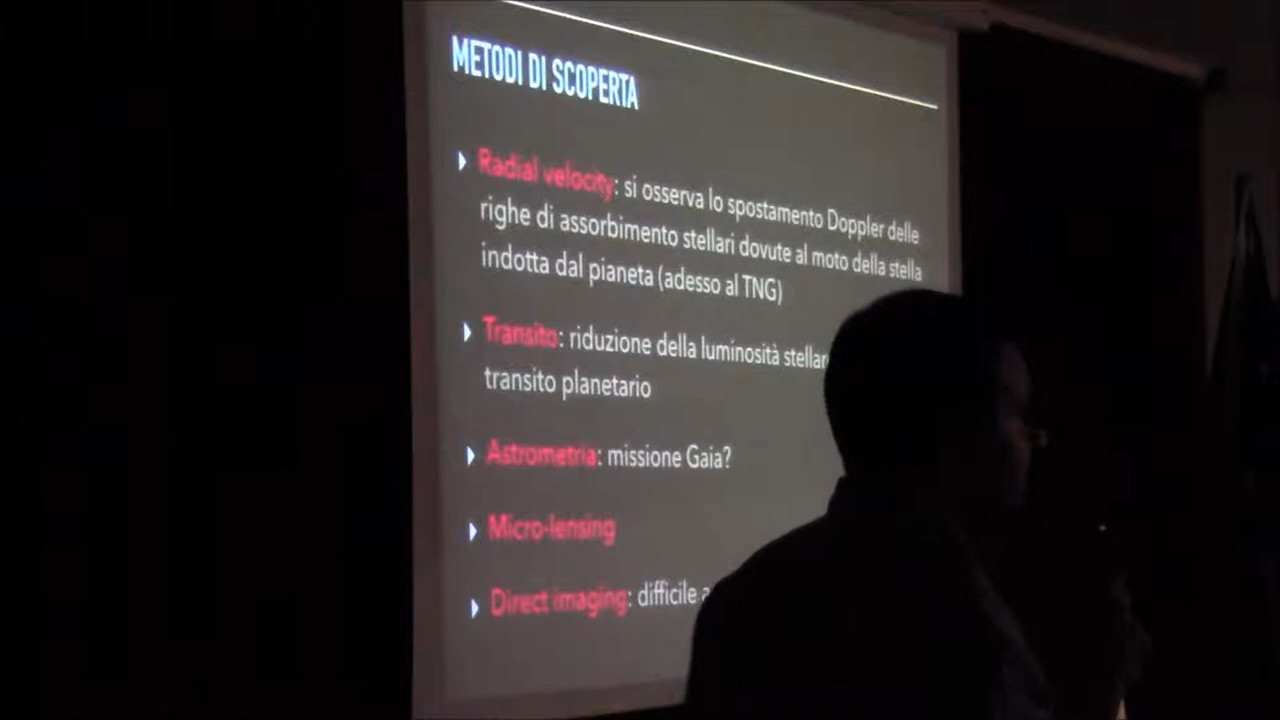 METODI DI SCOPERTA
Radial velocity: si osserva lo spostamento Doppler delle
righe di assorbimento stellari dovute al moto della stella
indotta dal pianeta (adesso al TNG)
Transito: riduzione della luminosità
transito planetario
Astrometria: missione Gaia?
Micro-lensing
Direct imaging: difficile